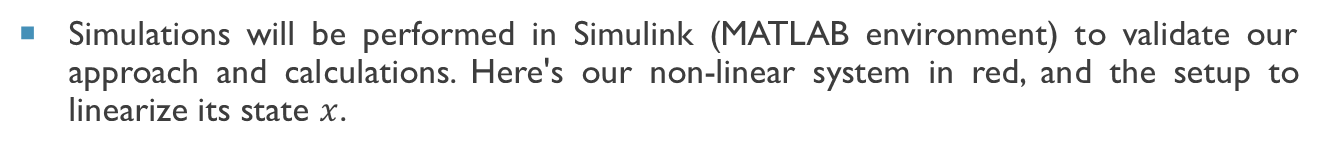 ▪ Simulations will be performed in Simulink (MATLAB environment) to validate our
approach and calculations. Here's our non-linear system in red, and the setup to
linearize its state x.